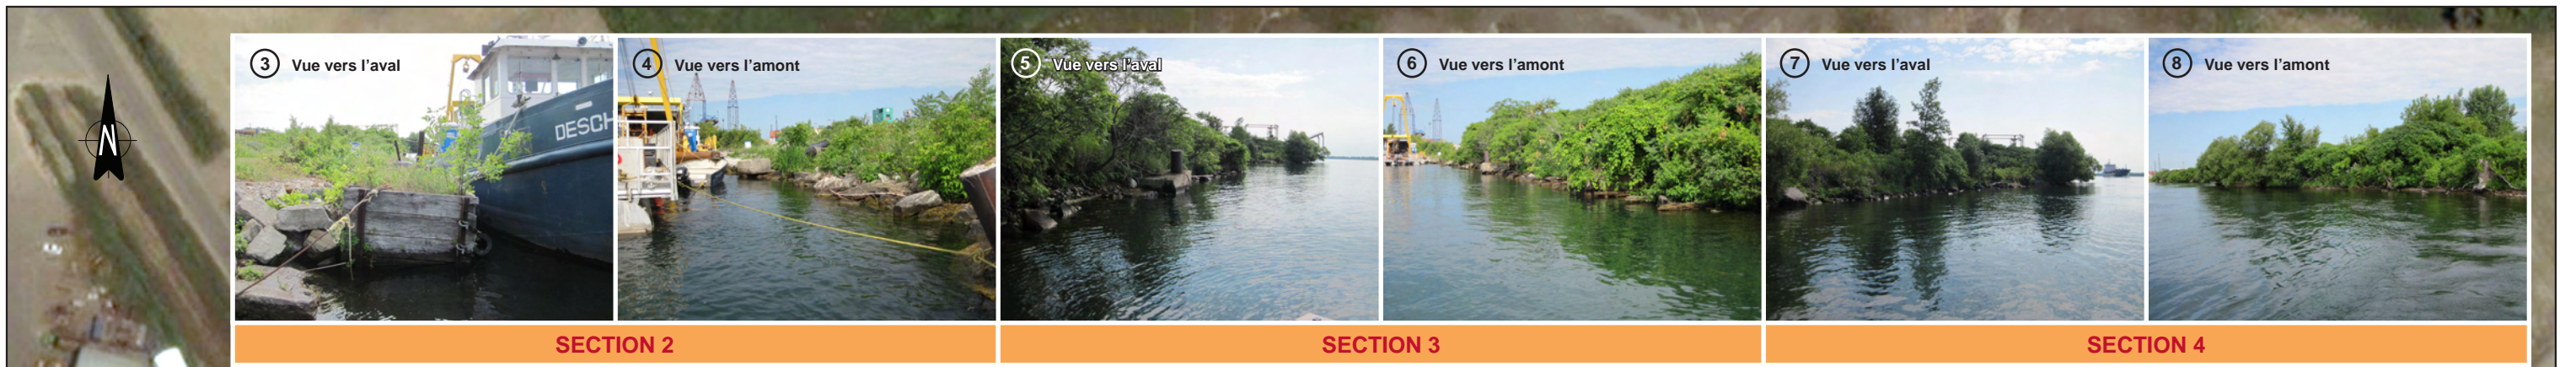 N
3 Vue vers l'aval
DESCH
4 Vue vers l'amont
5 Vue vers l'aval
6 Vue vers l'amont
7 Vue vers l'aval
8 Vue vers l'amont
SECTION 2
SECTION 3
SECTION 4